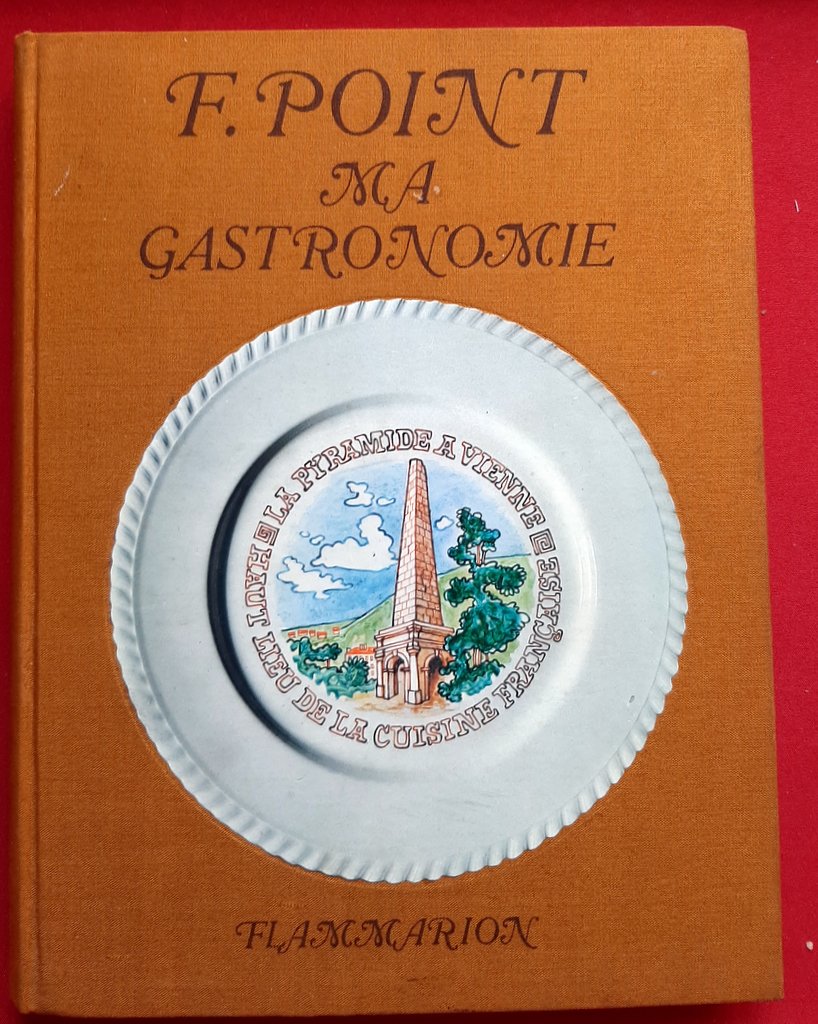 F. POINT
MA
GASTRONOMIE
LA PYRAMIDE A VIENNE
HAUT LIEU DE LA CUISINE FRANÇAISE
FLAMMARION